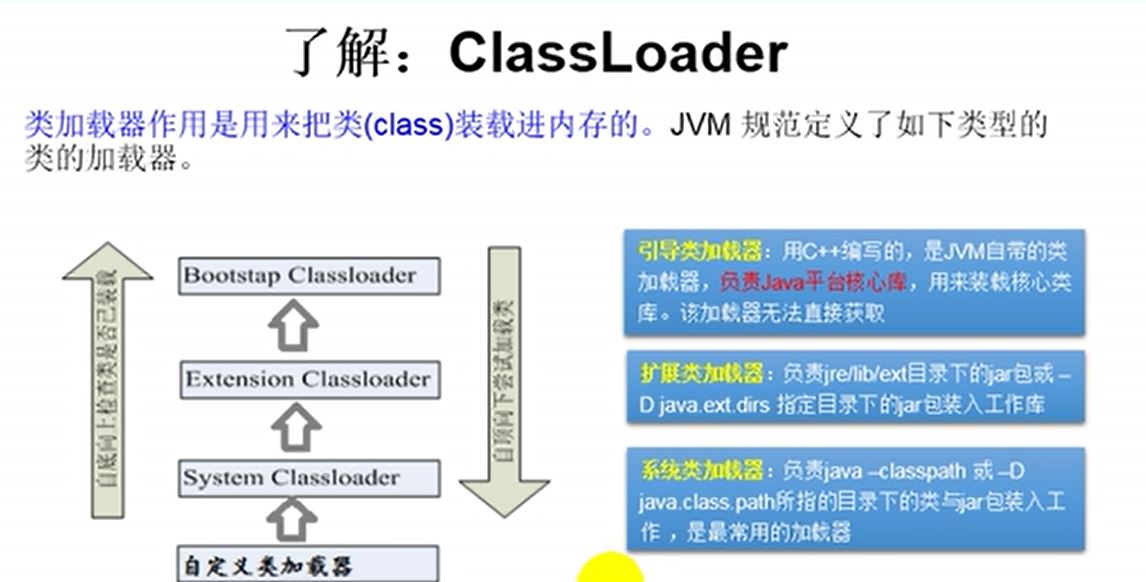 了解：ClassLoader
类加载器作用是用来把类(class)装载进内存的。JVM 规范定义了如下类型的
类的加载器。
自底向上检查类是否已装载
Bootstap Classloader
Extension Classloader
System Classloader
自定义类加载器
自顶向下尝试加载类
引导类加载器：用C++编写的，是JVM自带的类
加载器，负责Java平台核心库，用来装载核心类
库。该加载器无法直接获取
扩展类加载器：负责jre/lib/ext目录下的jar包或 –
D java.ext.dirs 指定目录下的jar包装入工作库
系统类加载器：负责java –classpath 或 –D
java.class.path所指的目录下的类与jar包装入工
作 ，是最常用的加载器